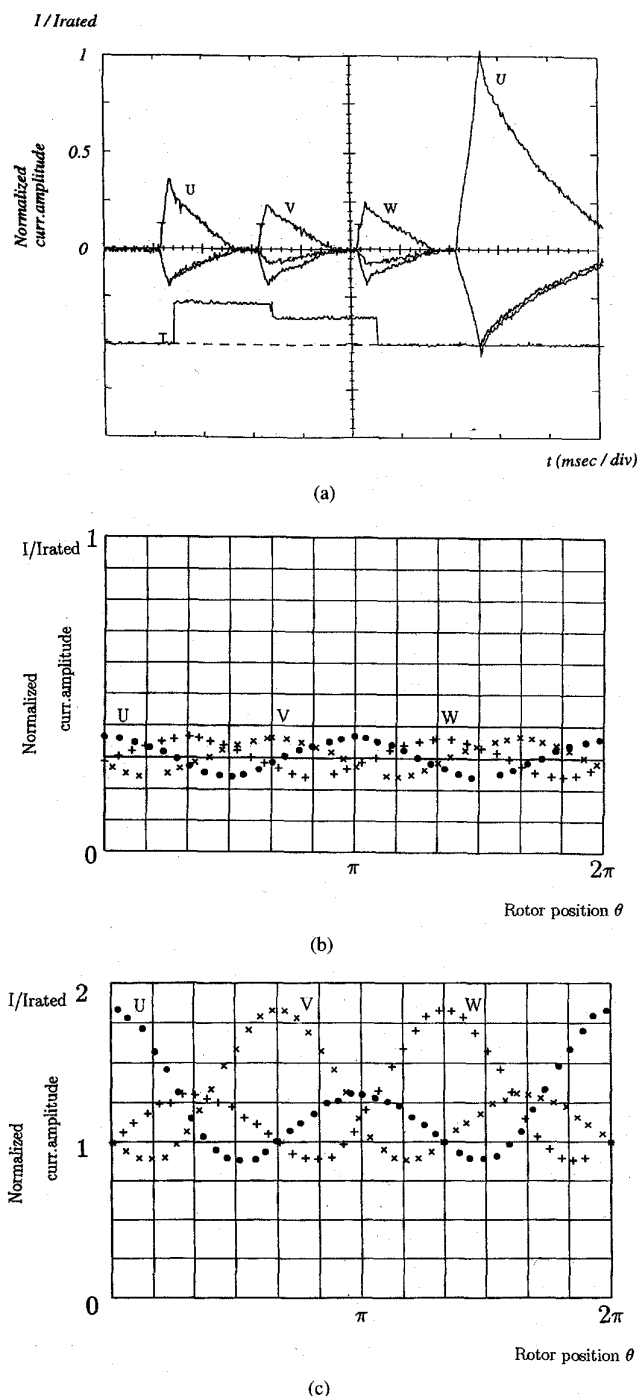 I / Irated
1
0.5
0
Normalized
curr.amplitude
U
V
W
U
T
t (msec / div)
(a)
I/Irated
1
0
Normalized
curr.amplitude
U
V
W
π
2π
Rotor position θ
(b)
I/Irated
2
1
0
Normalized
curr.amplitude
U
V
W
π
2π
Rotor position θ
(c)